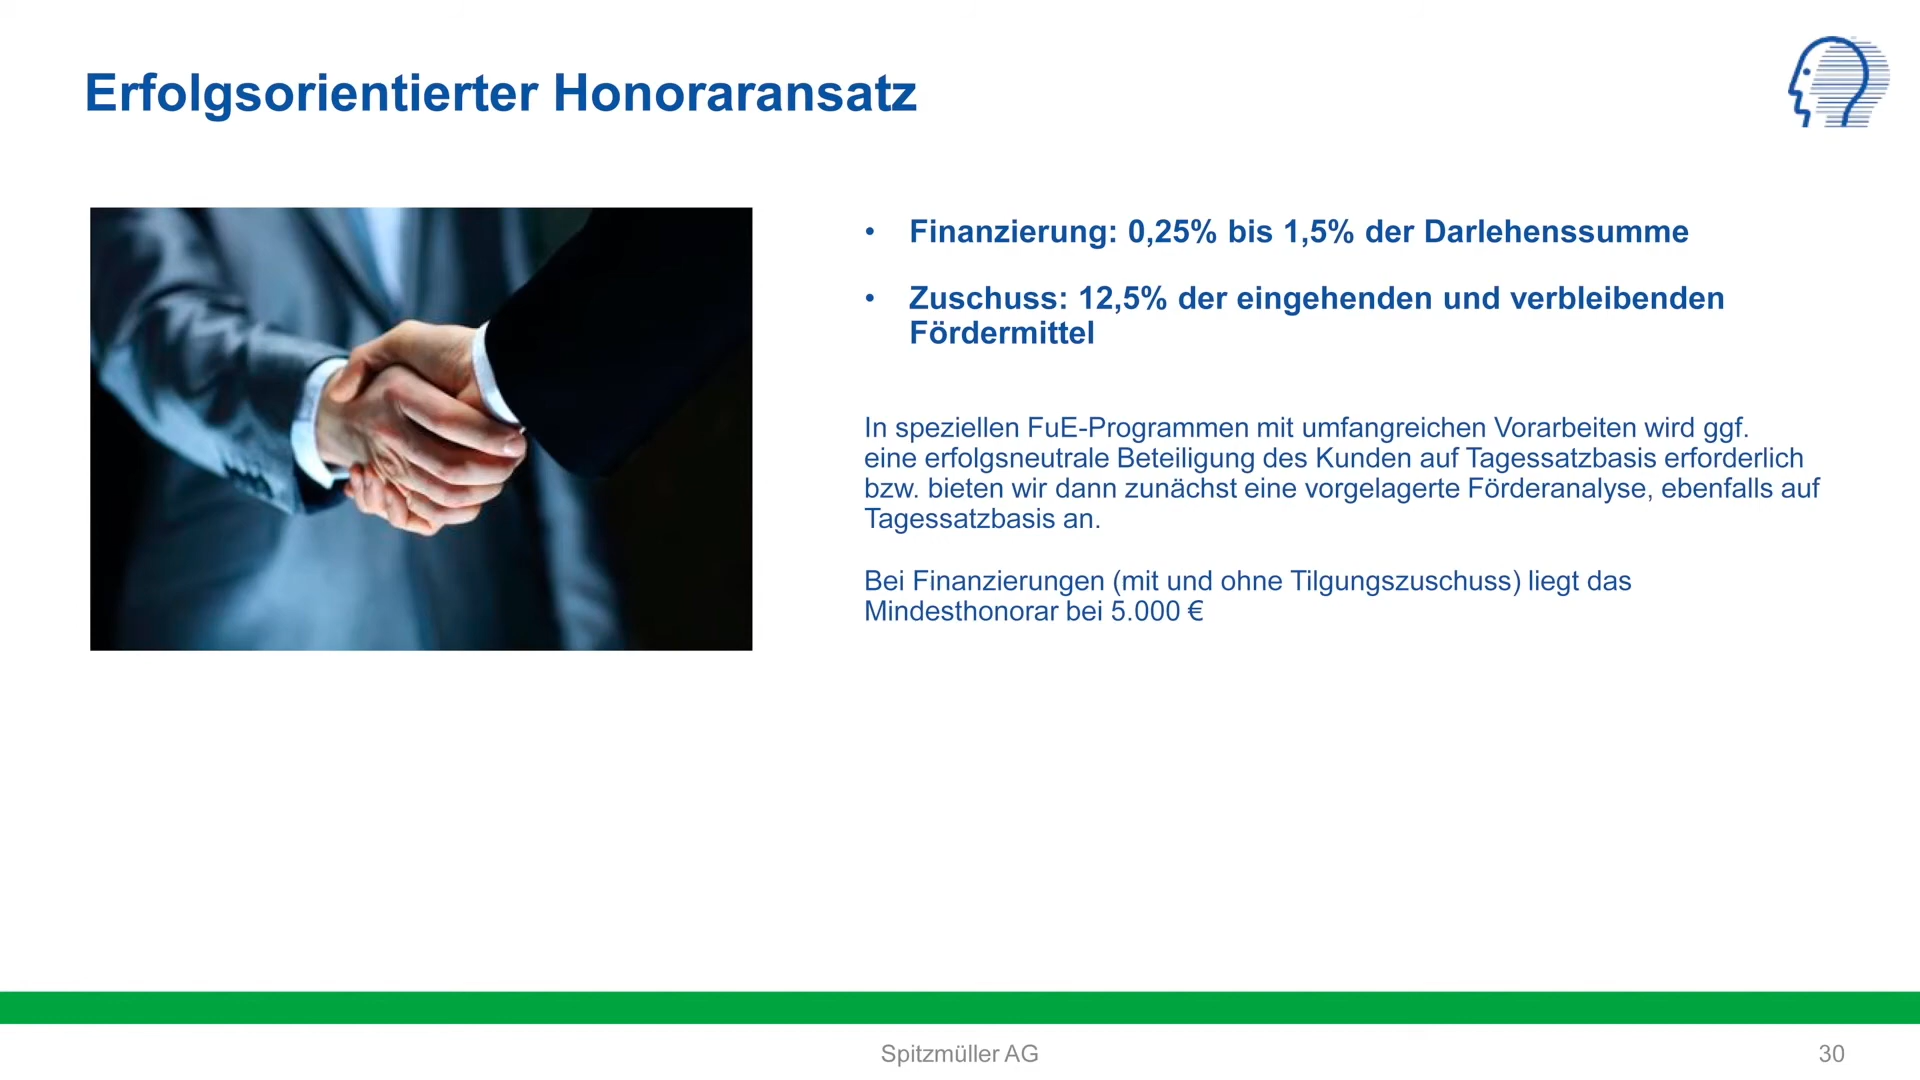 Erfolgsorientierter Honoraransatz
• Finanzierung: 0,25% bis 1,5% der Darlehenssumme
• Zuschuss: 12,5% der eingehenden und verbleibenden
Fördermittel
In speziellen FuE-Programmen mit umfangreichen Vorarbeiten wird ggf.
eine erfolgsneutrale Beteiligung des Kunden auf Tagessatzbasis erforderlich
bzw. bieten wir dann zunächst eine vorgelagerte Förderanalyse, ebenfalls auf
Tagessatzbasis an.
Bei Finanzierungen (mit und ohne Tilgungszuschuss) liegt das
Mindesthonorar bei 5.000 €
Spitzmüller AG
30